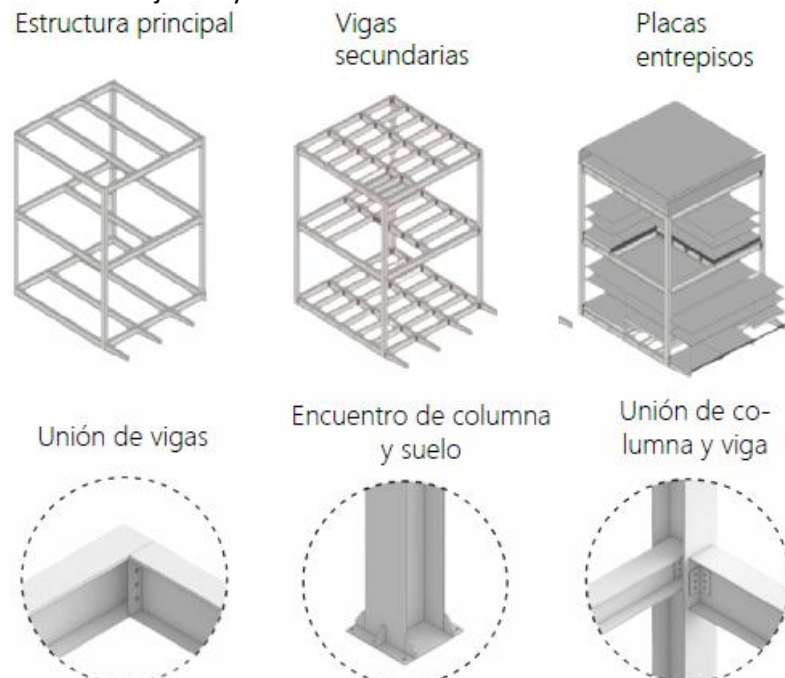 Estructura principal
Vigas
secundarias
Placas
entrepisos
Unión de vigas
Encuentro de columna
y suelo
Unión de co-
lumna y viga